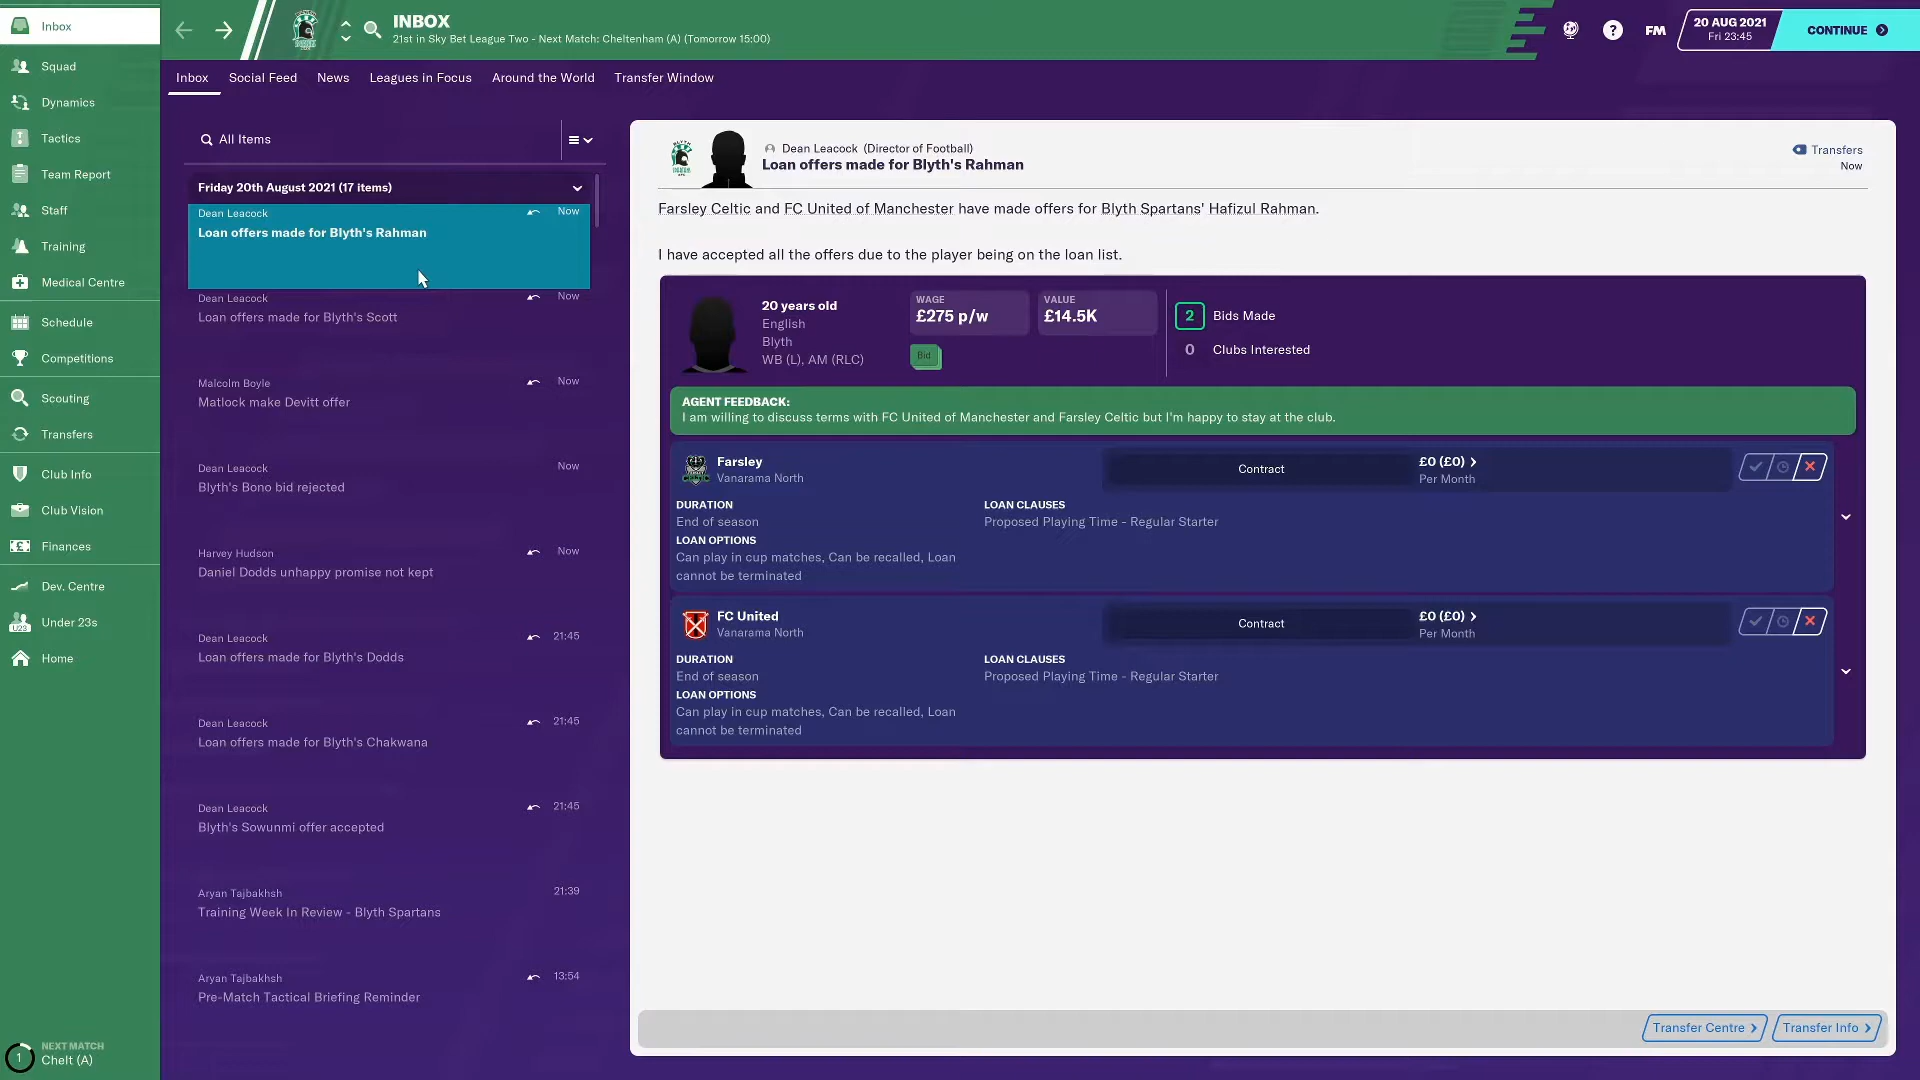 Inbox
Squad
Dynamics
Tactics
Team Report
Staff
Training
Medical Centre
Schedule
Competitions
Scouting
Transfers
Club Info
Club Vision
Finances
Dev. Centre
U23
Under 23s
Home
1
NEXT MATCH
Chelt (A)
INBOX
21st in Sky Bet League Two - Next Match: Cheltenham (A) (Tomorrow 15:00)
?
FM
20 AUG 2021
Fri 23:45
CONTINUE
Inbox
Social Feed
News
Leagues in Focus
Around the World
Transfer Window
All Items
Friday 20th August 2021 (17 items)
Dean Leacock
Now
Loan offers made for Blyth's Rahman
Dean Leacock
Now
Loan offers made for Blyth's Scott
Malcolm Boyle
Now
Matlock make Devitt offer
Dean Leacock
Now
Blyth's Bono bid rejected
Harvey Hudson
Now
Daniel Dodds unhappy promise not kept
Dean Leacock
21:45
Loan offers made for Blyth's Dodds
Dean Leacock
21:45
Loan offers made for Blyth's Chakwana
Dean Leacock
21:45
Blyth's Sowunmi offer accepted
Aryan Tajbakhsh
21:39
Training Week In Review - Blyth Spartans
Aryan Tajbakhsh
13:54
Pre-Match Tactical Briefing Reminder
Dean Leacock (Director of Football)
Loan offers made for Blyth's Rahman
Transfers
Now
Farsley Celtic and FC United of Manchester have made offers for Blyth Spartans' Hafizul Rahman.
I have accepted all the offers due to the player being on the loan list.
20 years old
English
Blyth
WB (L), AM (RLC)
WAGE
£275 p/w
VALUE
£14.5K
Bid
2 Bids Made
0 Clubs Interested
AGENT FEEDBACK:
I am willing to discuss terms with FC United of Manchester and Farsley Celtic but I'm happy to stay at the club.
Farsley
Vanarama North
Contract
£0 (£0)
Per Month
DURATION
End of season
LOAN OPTIONS
Can play in cup matches, Can be recalled, Loan
cannot be terminated
LOAN CLAUSES
Proposed Playing Time - Regular Starter
FC United
Vanarama North
Contract
£0 (£0)
Per Month
DURATION
End of season
LOAN OPTIONS
Can play in cup matches, Can be recalled, Loan
cannot be terminated
LOAN CLAUSES
Proposed Playing Time - Regular Starter
Transfer Centre
Transfer Info